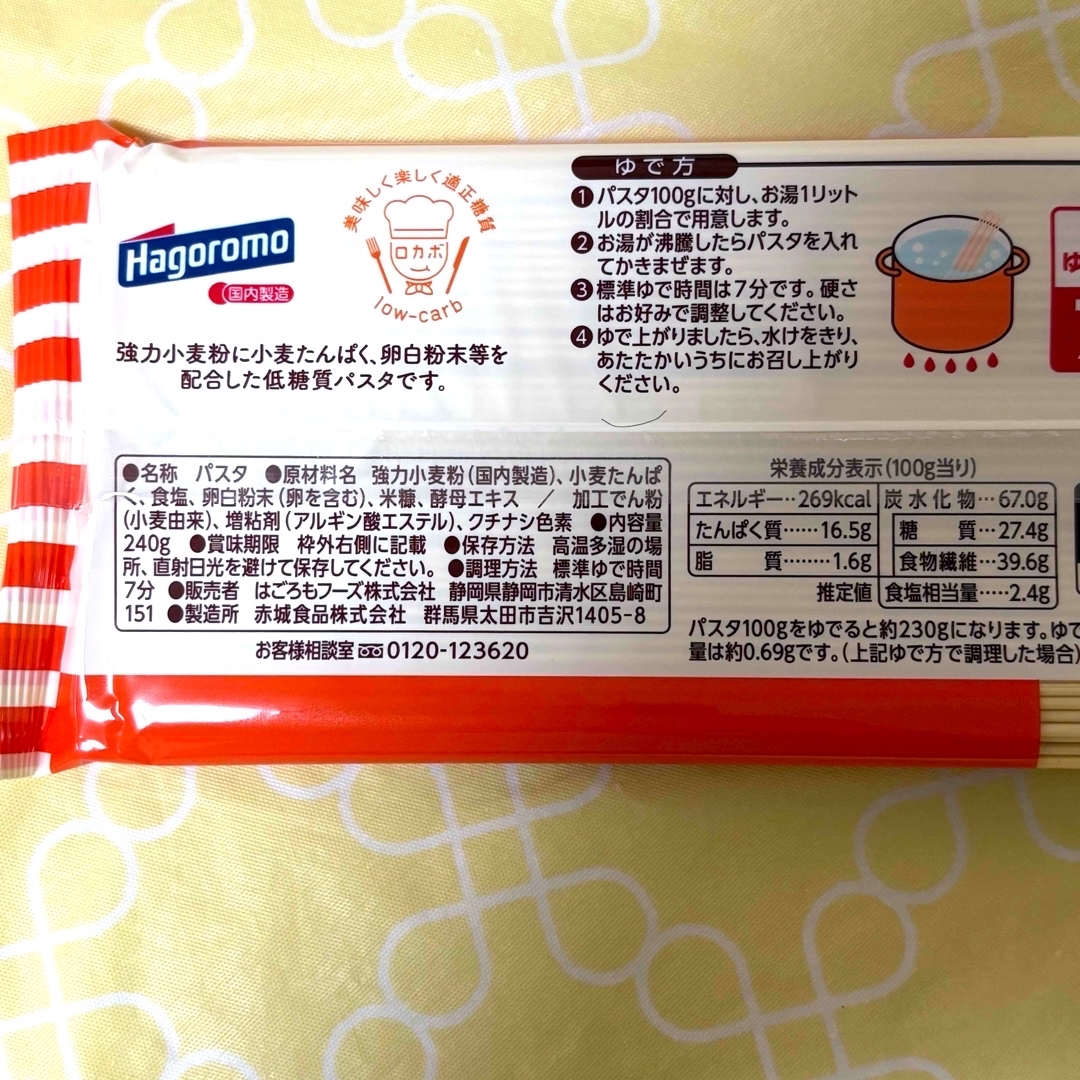 Hagoromo
国内製造
美味しく楽しく適正糖質
ロカボ
low-carb
強力小麦粉に小麦たんぱく、卵白粉末等を
配合した低糖質パスタです。
ゆで方
❶パスタ100gに対し、お湯1リット
ルの割合で用意します。
❷お湯が沸騰したらパスタを入れ
てかきまぜます。
❸標準ゆで時間は7分です。硬さ
はお好みで調整してください。
❹ゆで上がりましたら、水けをきり、
あたたかいうちにお召し上がり
ください。
ゆ
●名称 パスタ ●原材料名 強力小麦粉(国内製造)、小麦たんぱ
く、食塩、卵白粉末(卵を含む)、米糠、酵母エキス ／ 加工でん粉
(小麦由来)、増粘剤(アルギン酸エステル)、クチナシ色素 ●内容量
240g ●賞味期限 枠外右側に記載 ●保存方法 高温多湿の場
所、直射日光を避けて保存してください。 ●調理方法 標準ゆで時間
7分 ●販売者 はごろもフーズ株式会社 静岡県静岡市清水区島崎町
151 ●製造所 赤城食品株式会社 群馬県太田市吉沢1405-8
お客様相談室 0120-123620
栄養成分表示(100g当り)
エネルギー‥269kcal 炭水化物…67.0g
たんぱく質……16.5g 糖質…27.4g
脂質………1.6g 食物繊維…39.6g
推定値 食塩相当量……2.4g
パスタ100gをゆでると約230gになります。ゆで
量は約0.69gです。(上記ゆで方で調理した場合)